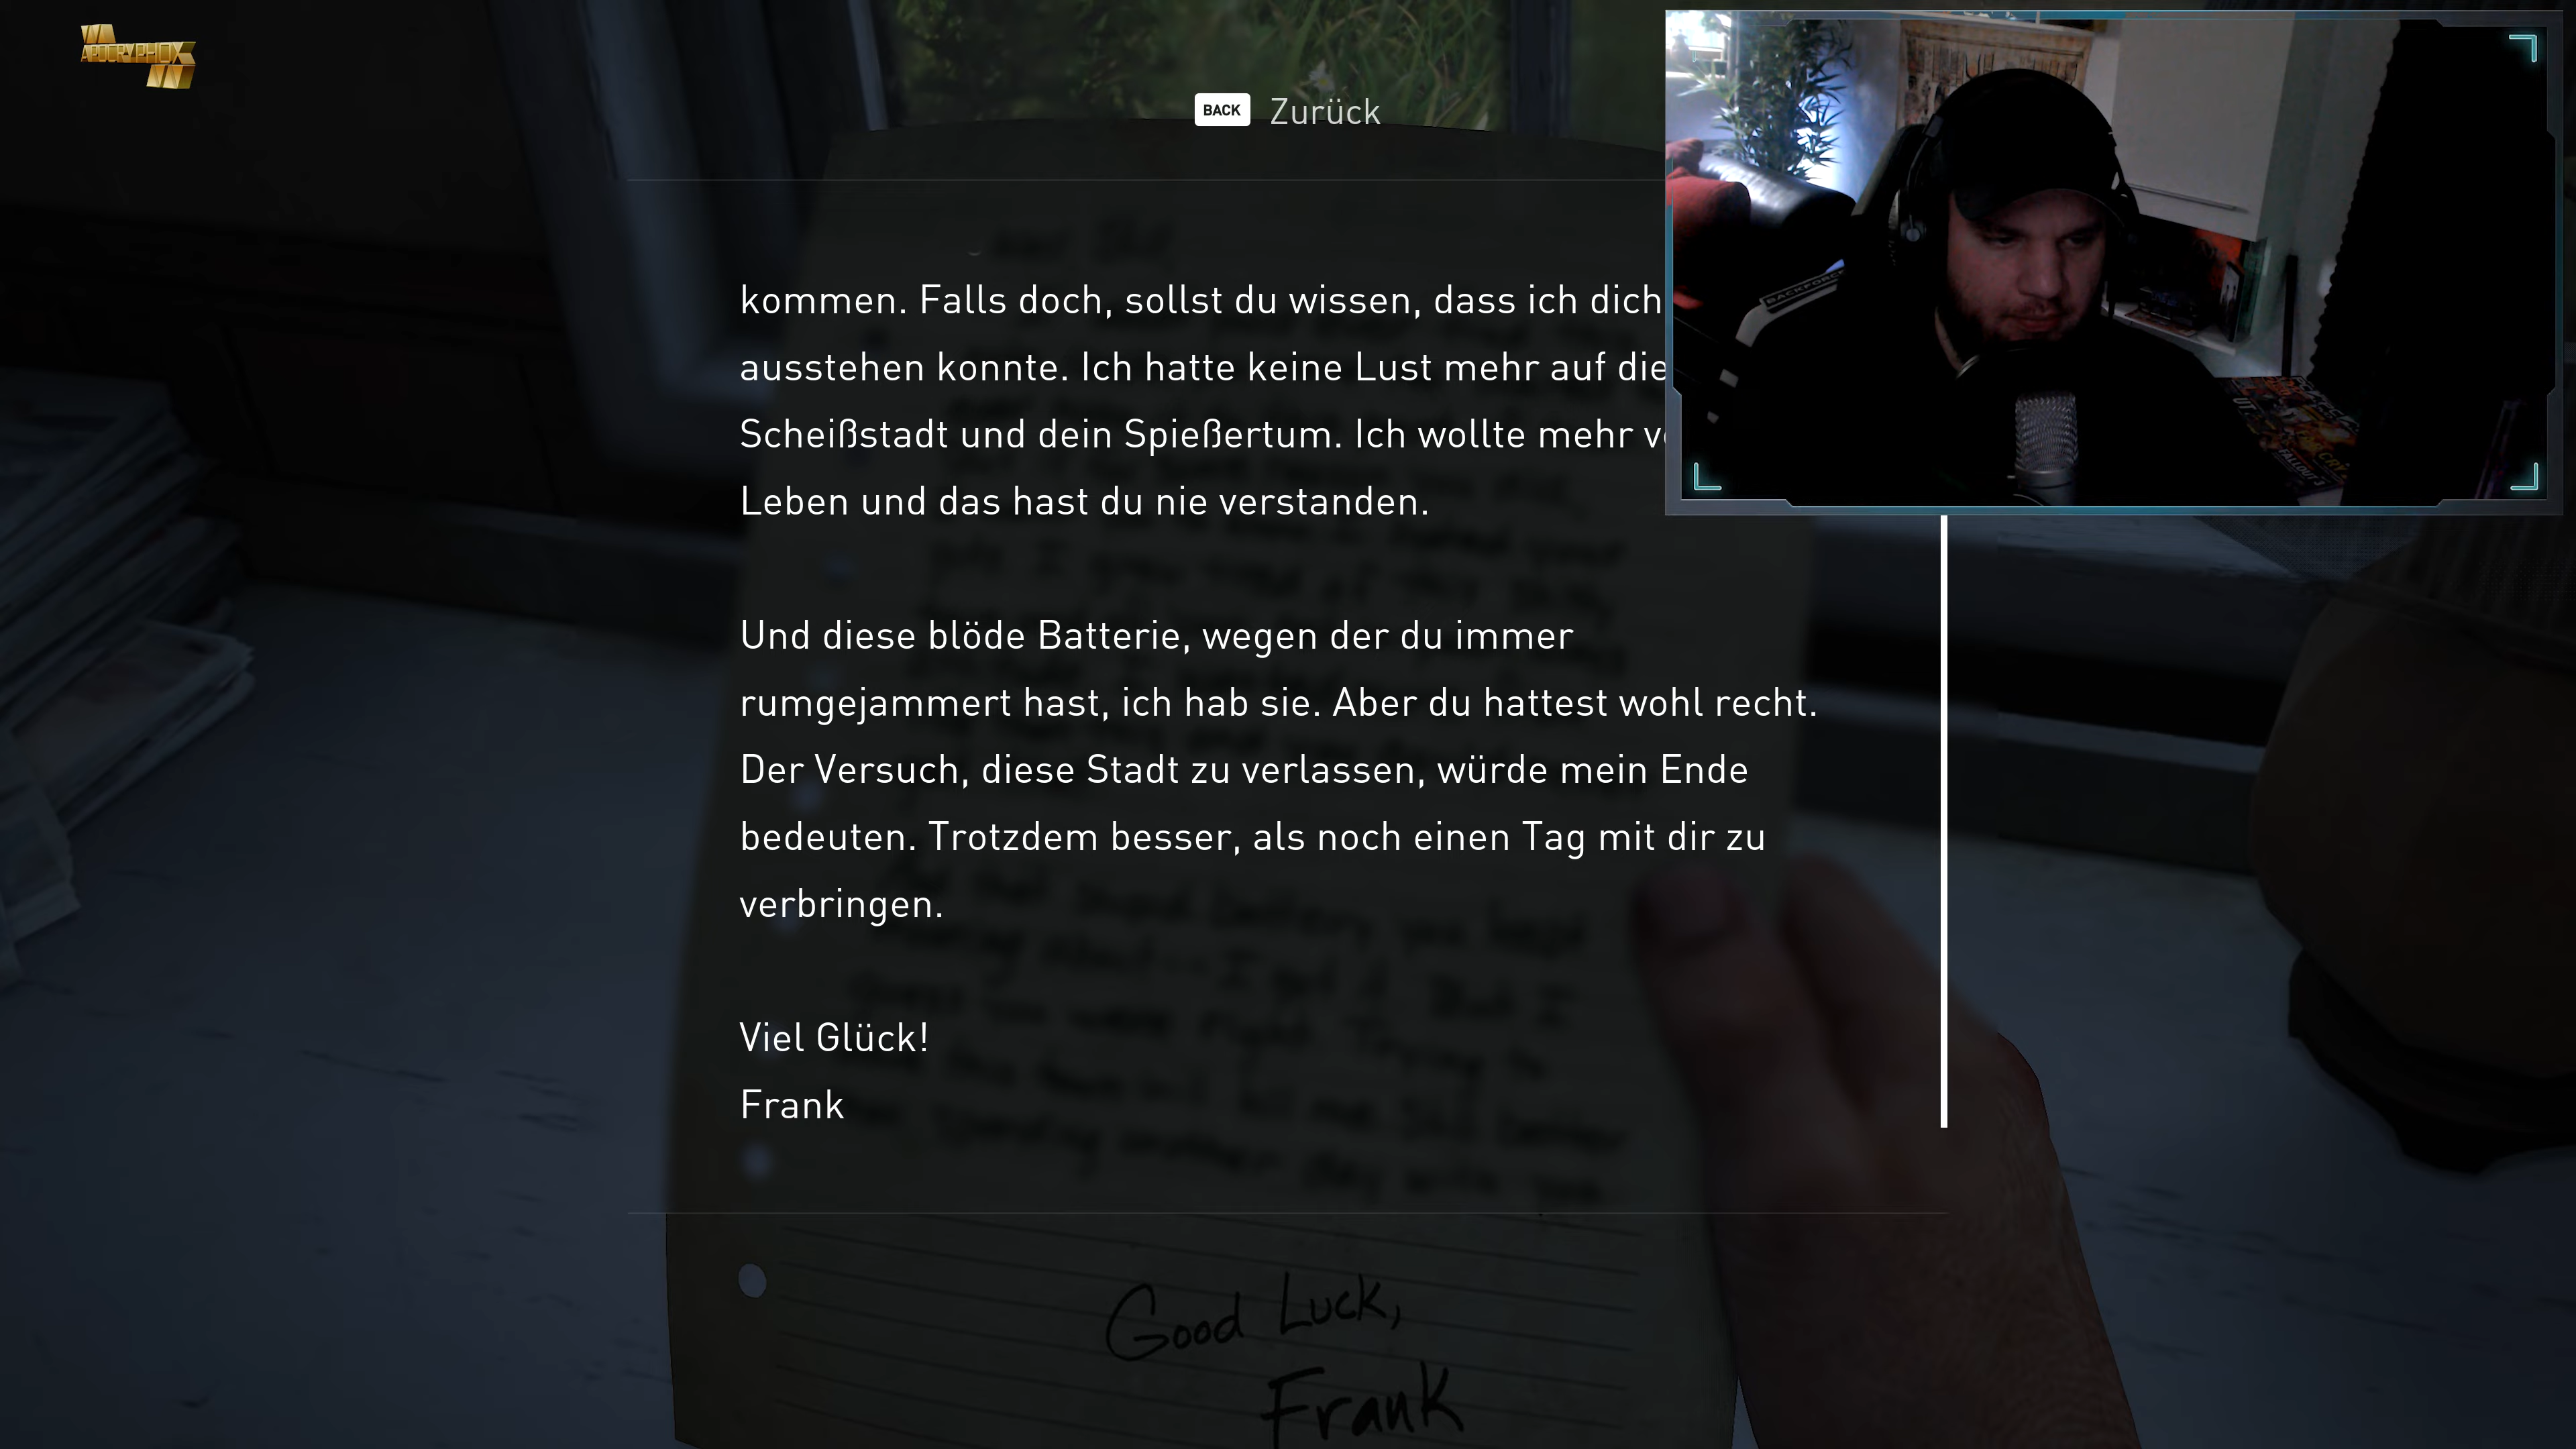 APOCRYPHOX
BACK Zurück
kommen. Falls doch, sollst du wissen, dass ich dich
ausstehen konnte. Ich hatte keine Lust mehr auf die
Scheißstadt und dein Spießertum. Ich wollte mehr
Leben und das hast du nie verstanden.
Und diese blöde Batterie, wegen der du immer
rumgejammert hast, ich hab sie. Aber du hattest wohl recht.
Der Versuch, diese Stadt zu verlassen, würde mein Ende
bedeuten. Trotzdem besser, als noch einen Tag mit dir zu
verbringen.
Viel Glück!
Frank
Good Luck,
Frank
BACKFORCE
FALLOUT 3